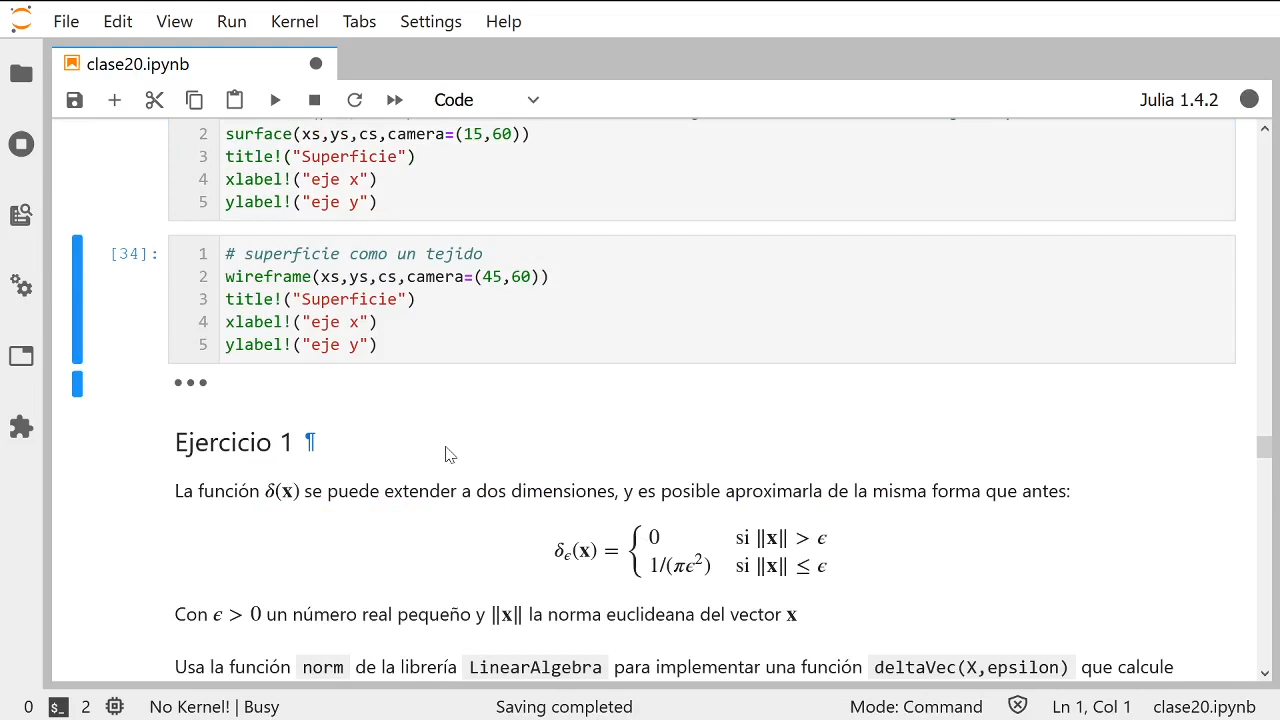 File Edit View Run Kernel Tabs Settings Help
clase20.ipynb
Code Julia 1.4.2
2 surface(xs,ys,cs,camera=(15,60))
3 title!("Superficie")
4 xlabel!("eje x")
5 ylabel!("eje y")
[34]: 1 # superficie como un tejido
2 wireframe(xs,ys,cs,camera=(45,60))
3 title!("Superficie")
4 xlabel!("eje x")
5 ylabel!("eje y")
•••
Ejercicio 1 ¶
La función δ(x) se puede extender a dos dimensiones, y es posible aproximarla de la misma forma que antes:
δϵ(x) = { 0 si ‖x‖ > ϵ
1/(πϵ²) si ‖x‖ ≤ ϵ
Con ϵ > 0 un número real pequeño y ‖x‖ la norma euclideana del vector x
Usa la función norm de la librería LinearAlgebra para implementar una función deltaVec(X,epsilon) que calcule
0 $_ 2 No Kernel! | Busy Saving completed Mode: Command Ln 1, Col 1 clase20.ipynb